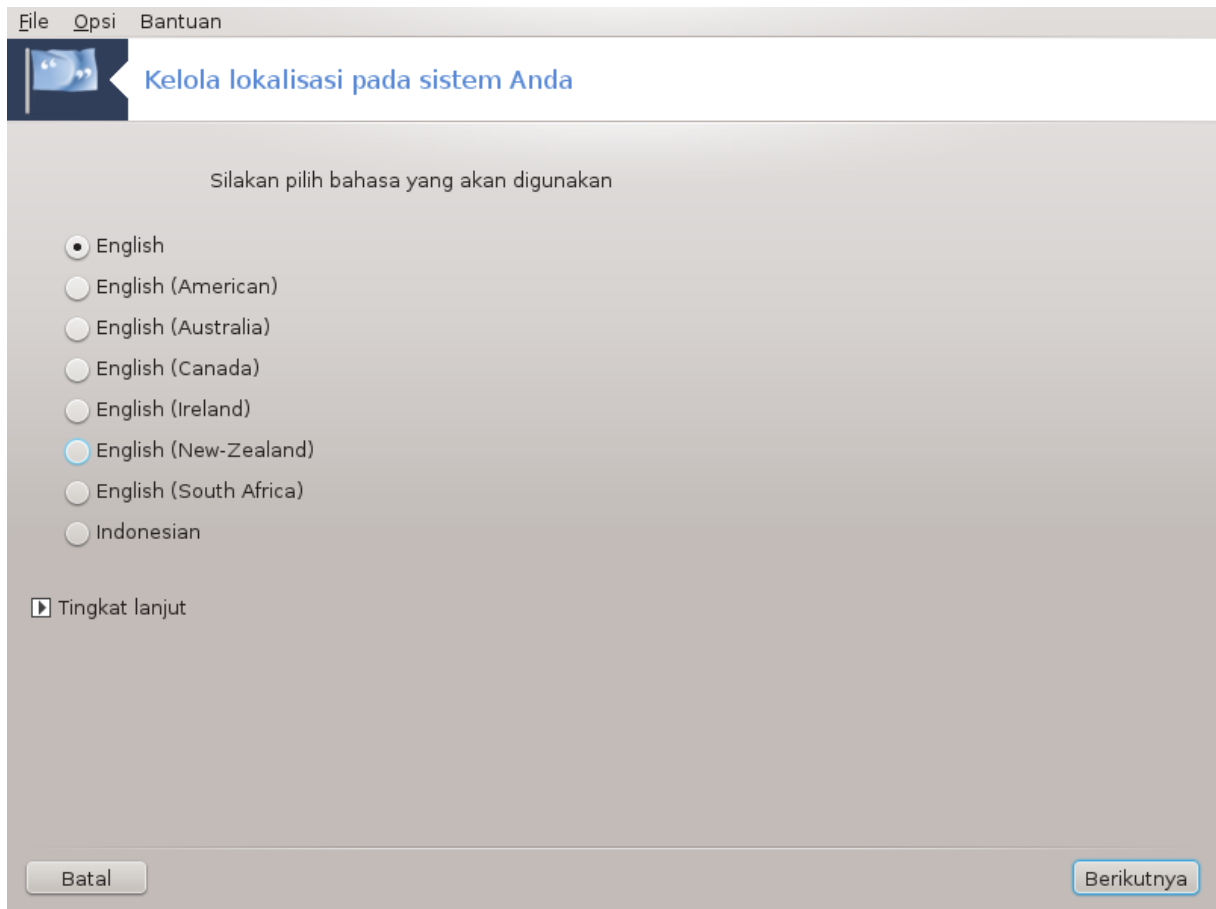 File Opsi Bantuan
Kelola lokalisasi pada sistem Anda
Silakan pilih bahasa yang akan digunakan
English
English (American)
English (Australia)
English (Canada)
English (Ireland)
English (New-Zealand)
English (South Africa)
Indonesian
Tingkat lanjut
Batal Berikutnya